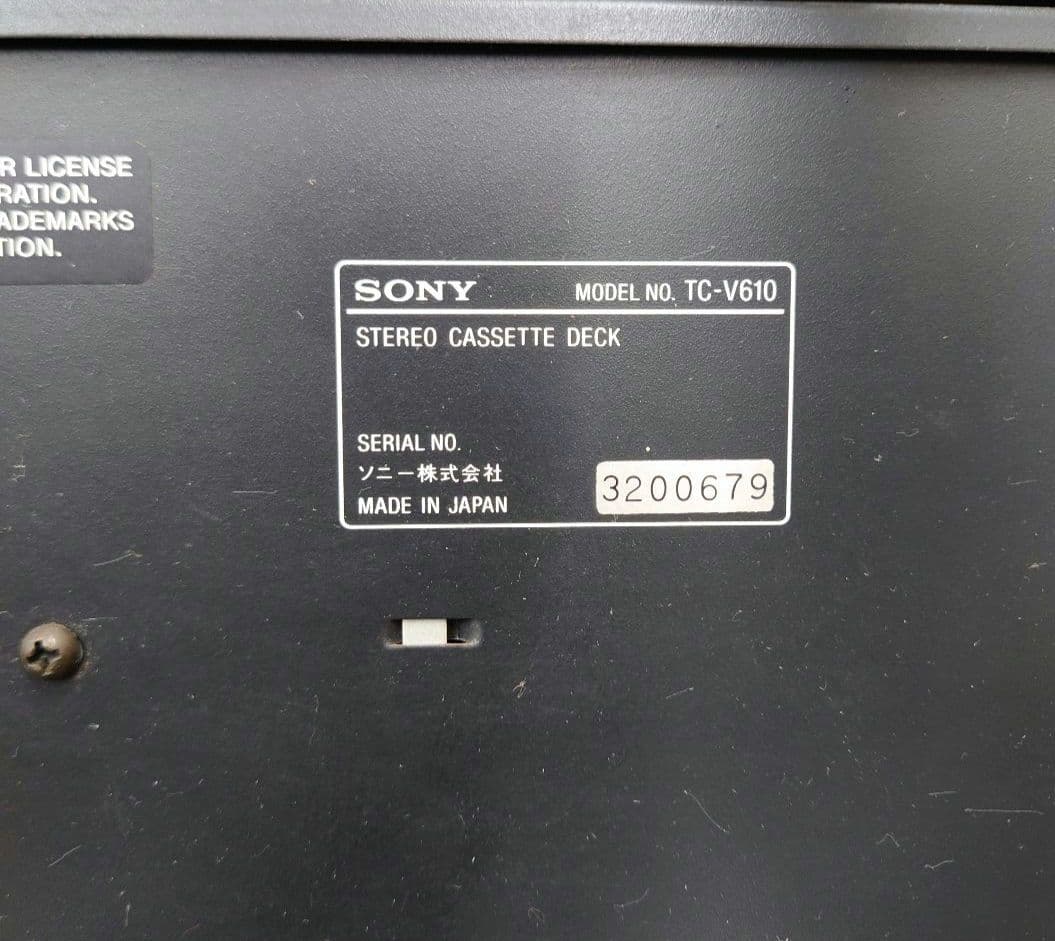 R LICENSE
RATION.
ADEMARKS
TION.
SONY MODEL NO. TC-V610
STEREO CASSETTE DECK
SERIAL NO.
ソニー株式会社
3200679
MADE IN JAPAN